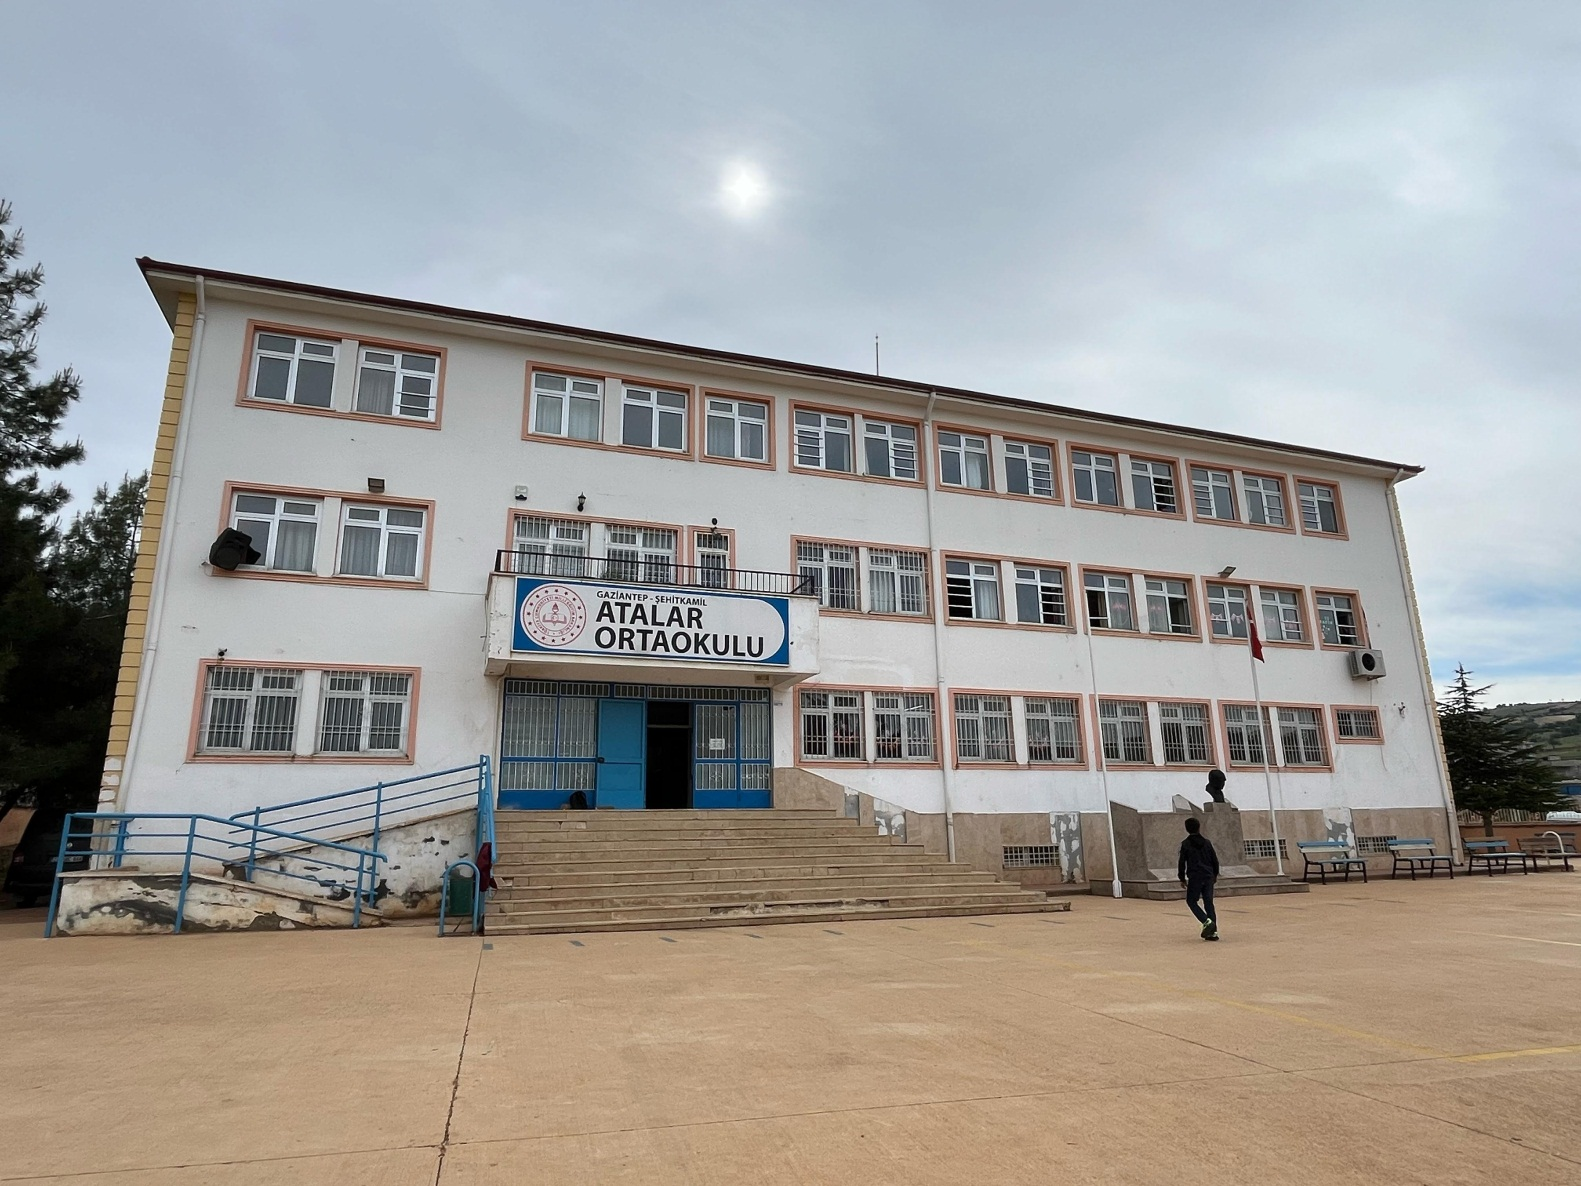 GAZİANTEP - ŞEHİTKAMİL
ATALAR
ORTAOKULU